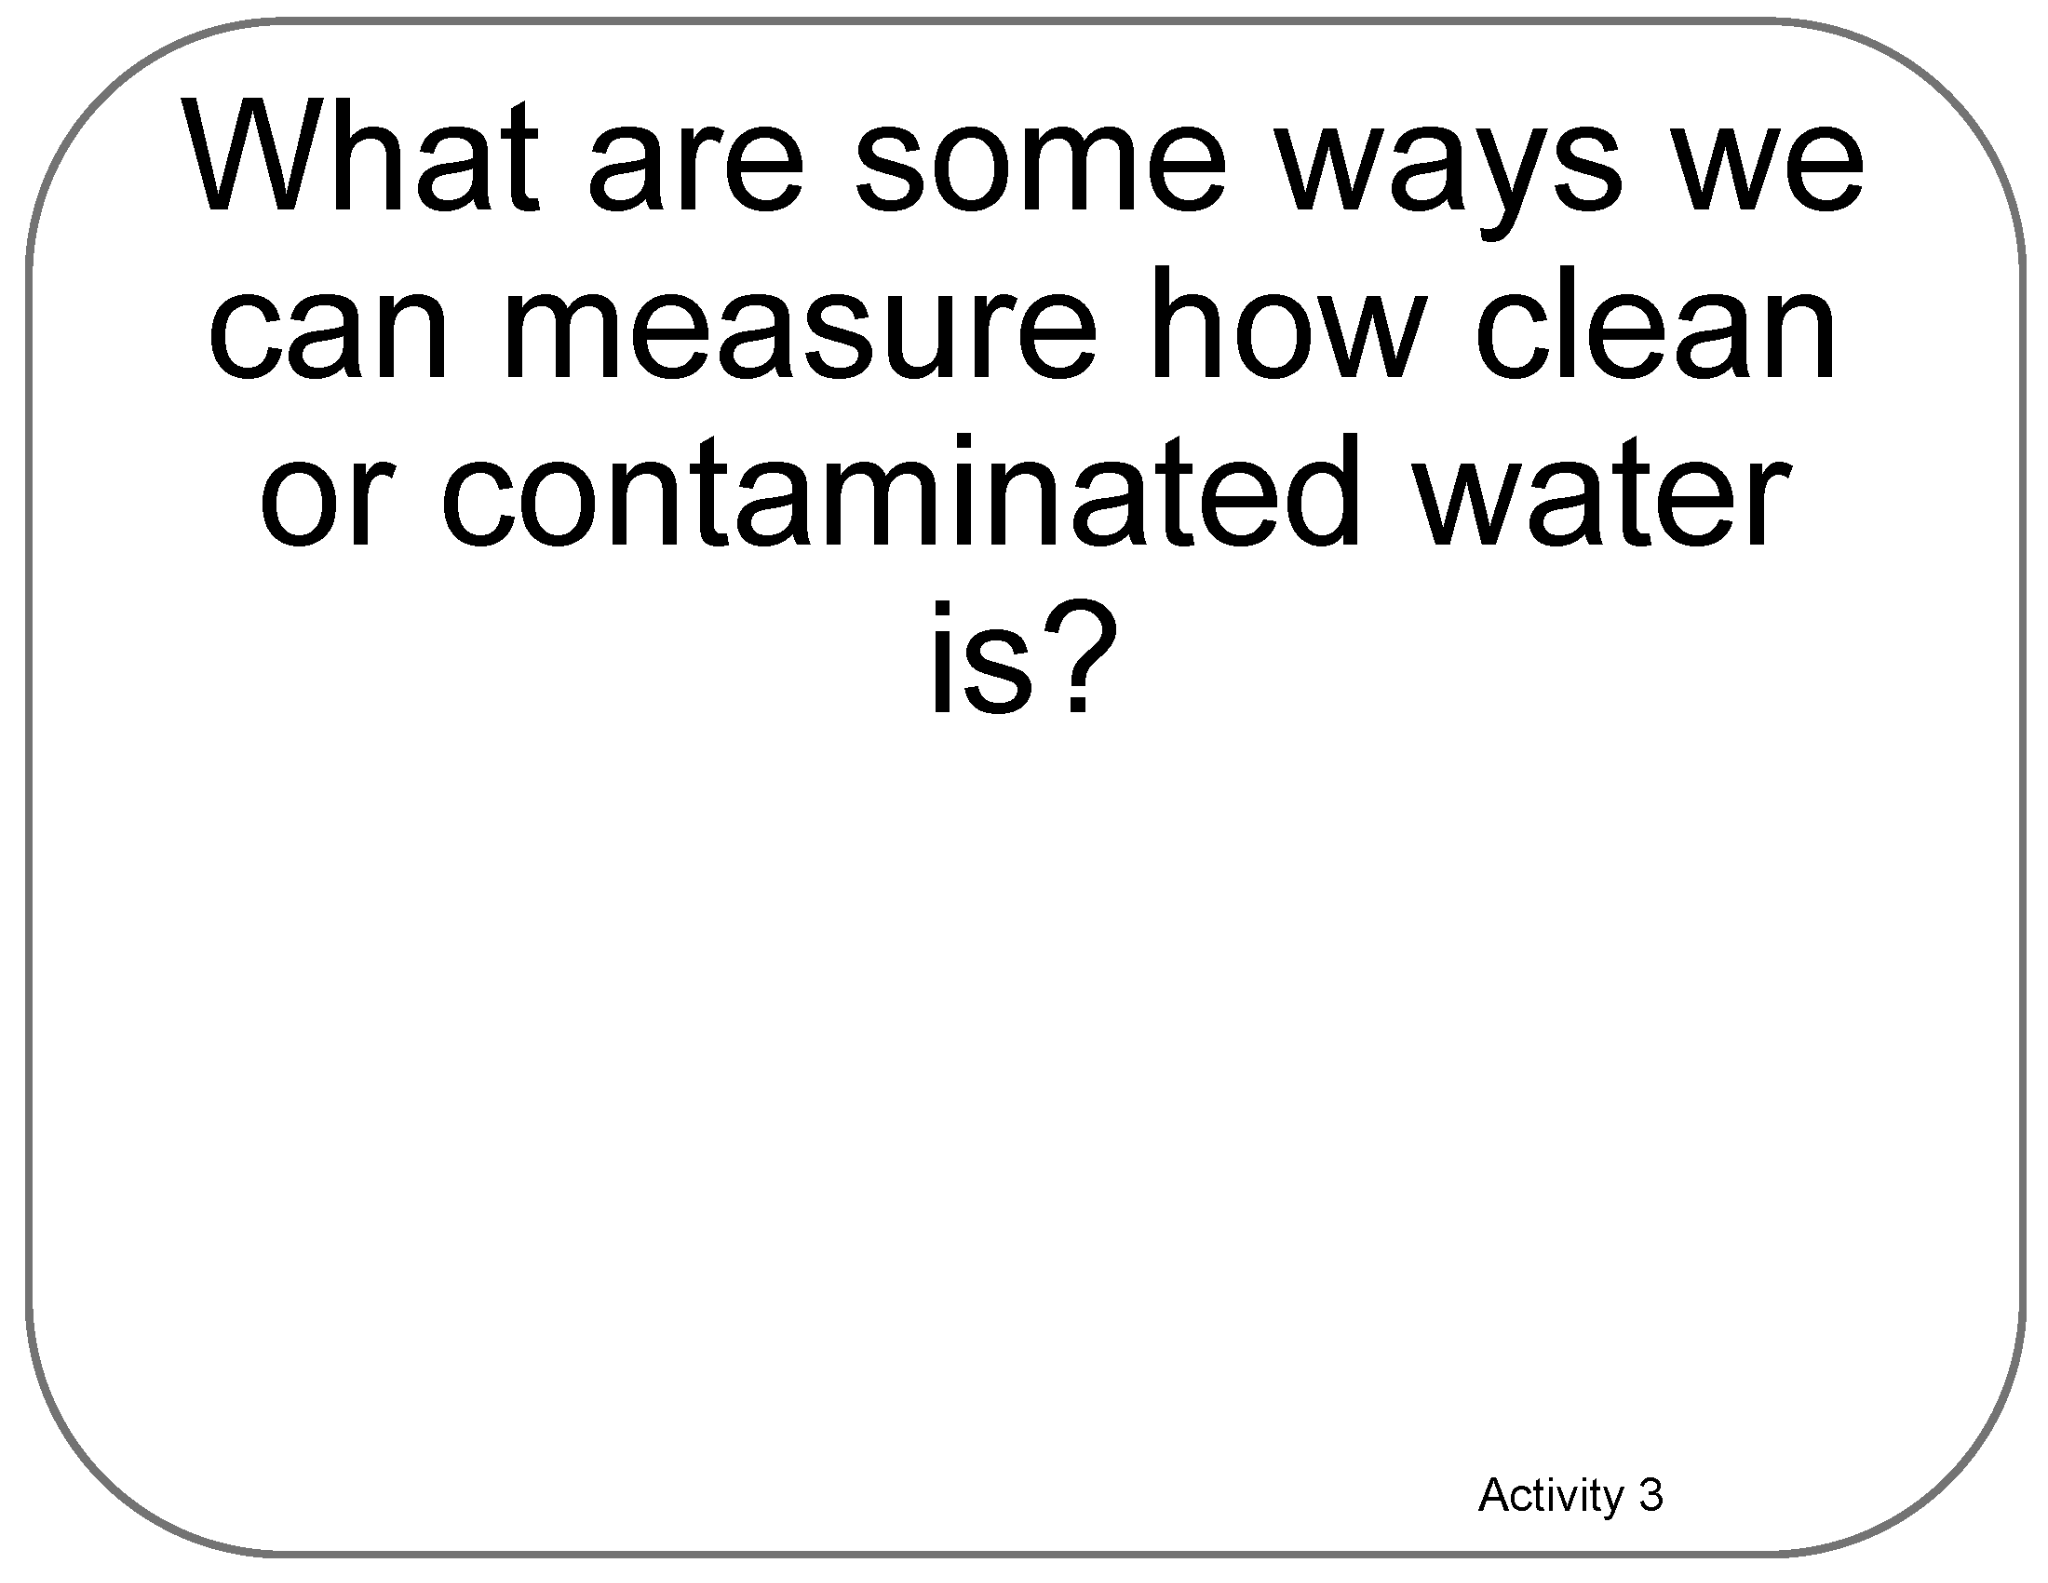 What are some ways we
can measure how clean
or contaminated water
is?
Activity 3